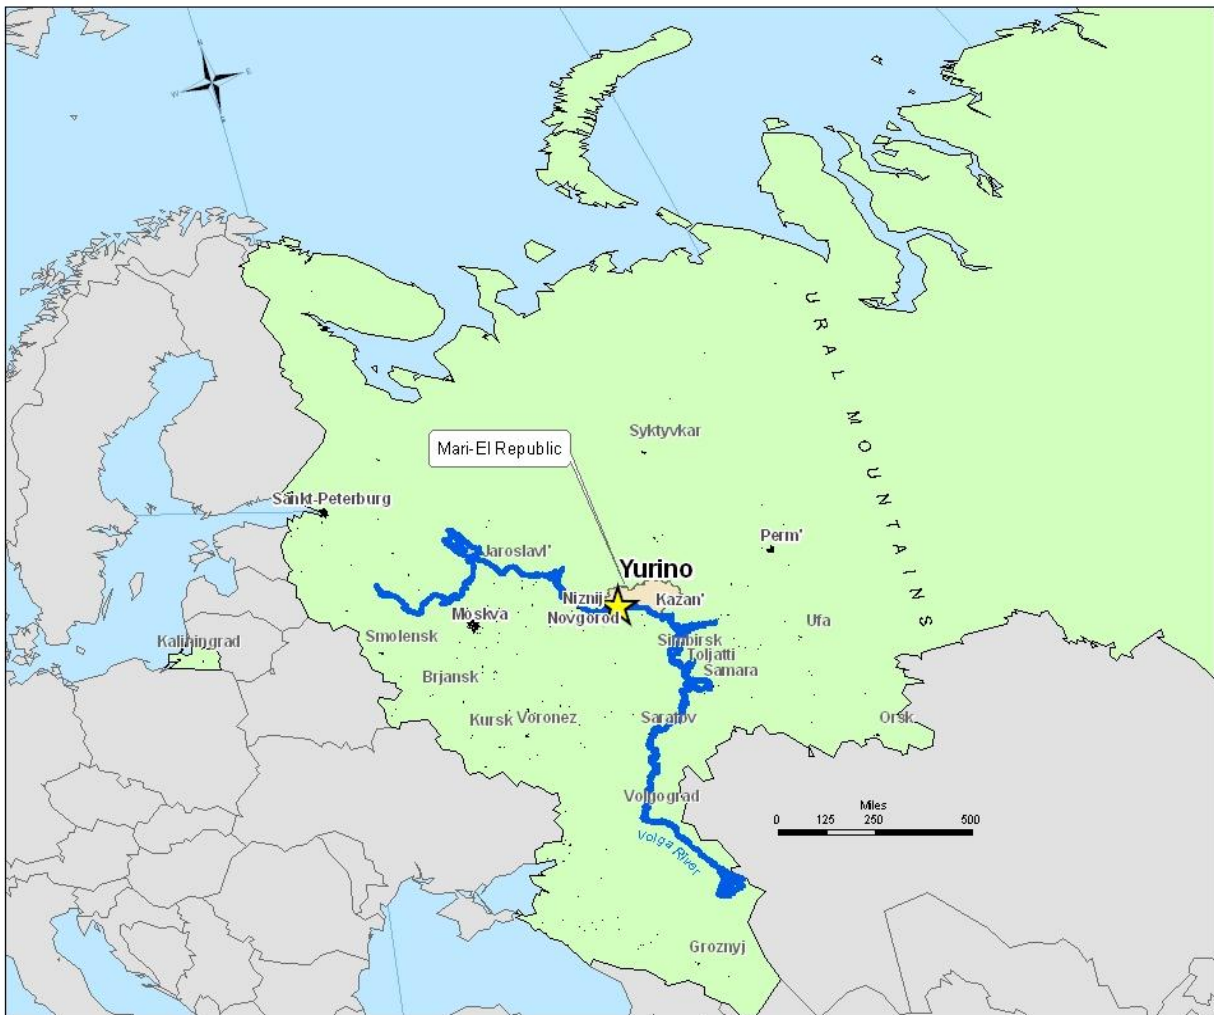 N
W
E
S
URAL MOUNTAINS
Syktyvkar
Mari-El Republic
Sankt-Peterburg
Perm'
Jaroslavl'
Yurino
Niznij
Novgorod
Kazan'
Moskva
Smolensk
Kaliningrad
Simbirsk
Ufa
Toljatti
Samara
Brjansk
Kursk
Voronez
Saratov
Orsk
Volgograd
Miles
0 125 250 500
Volga River
Groznyj